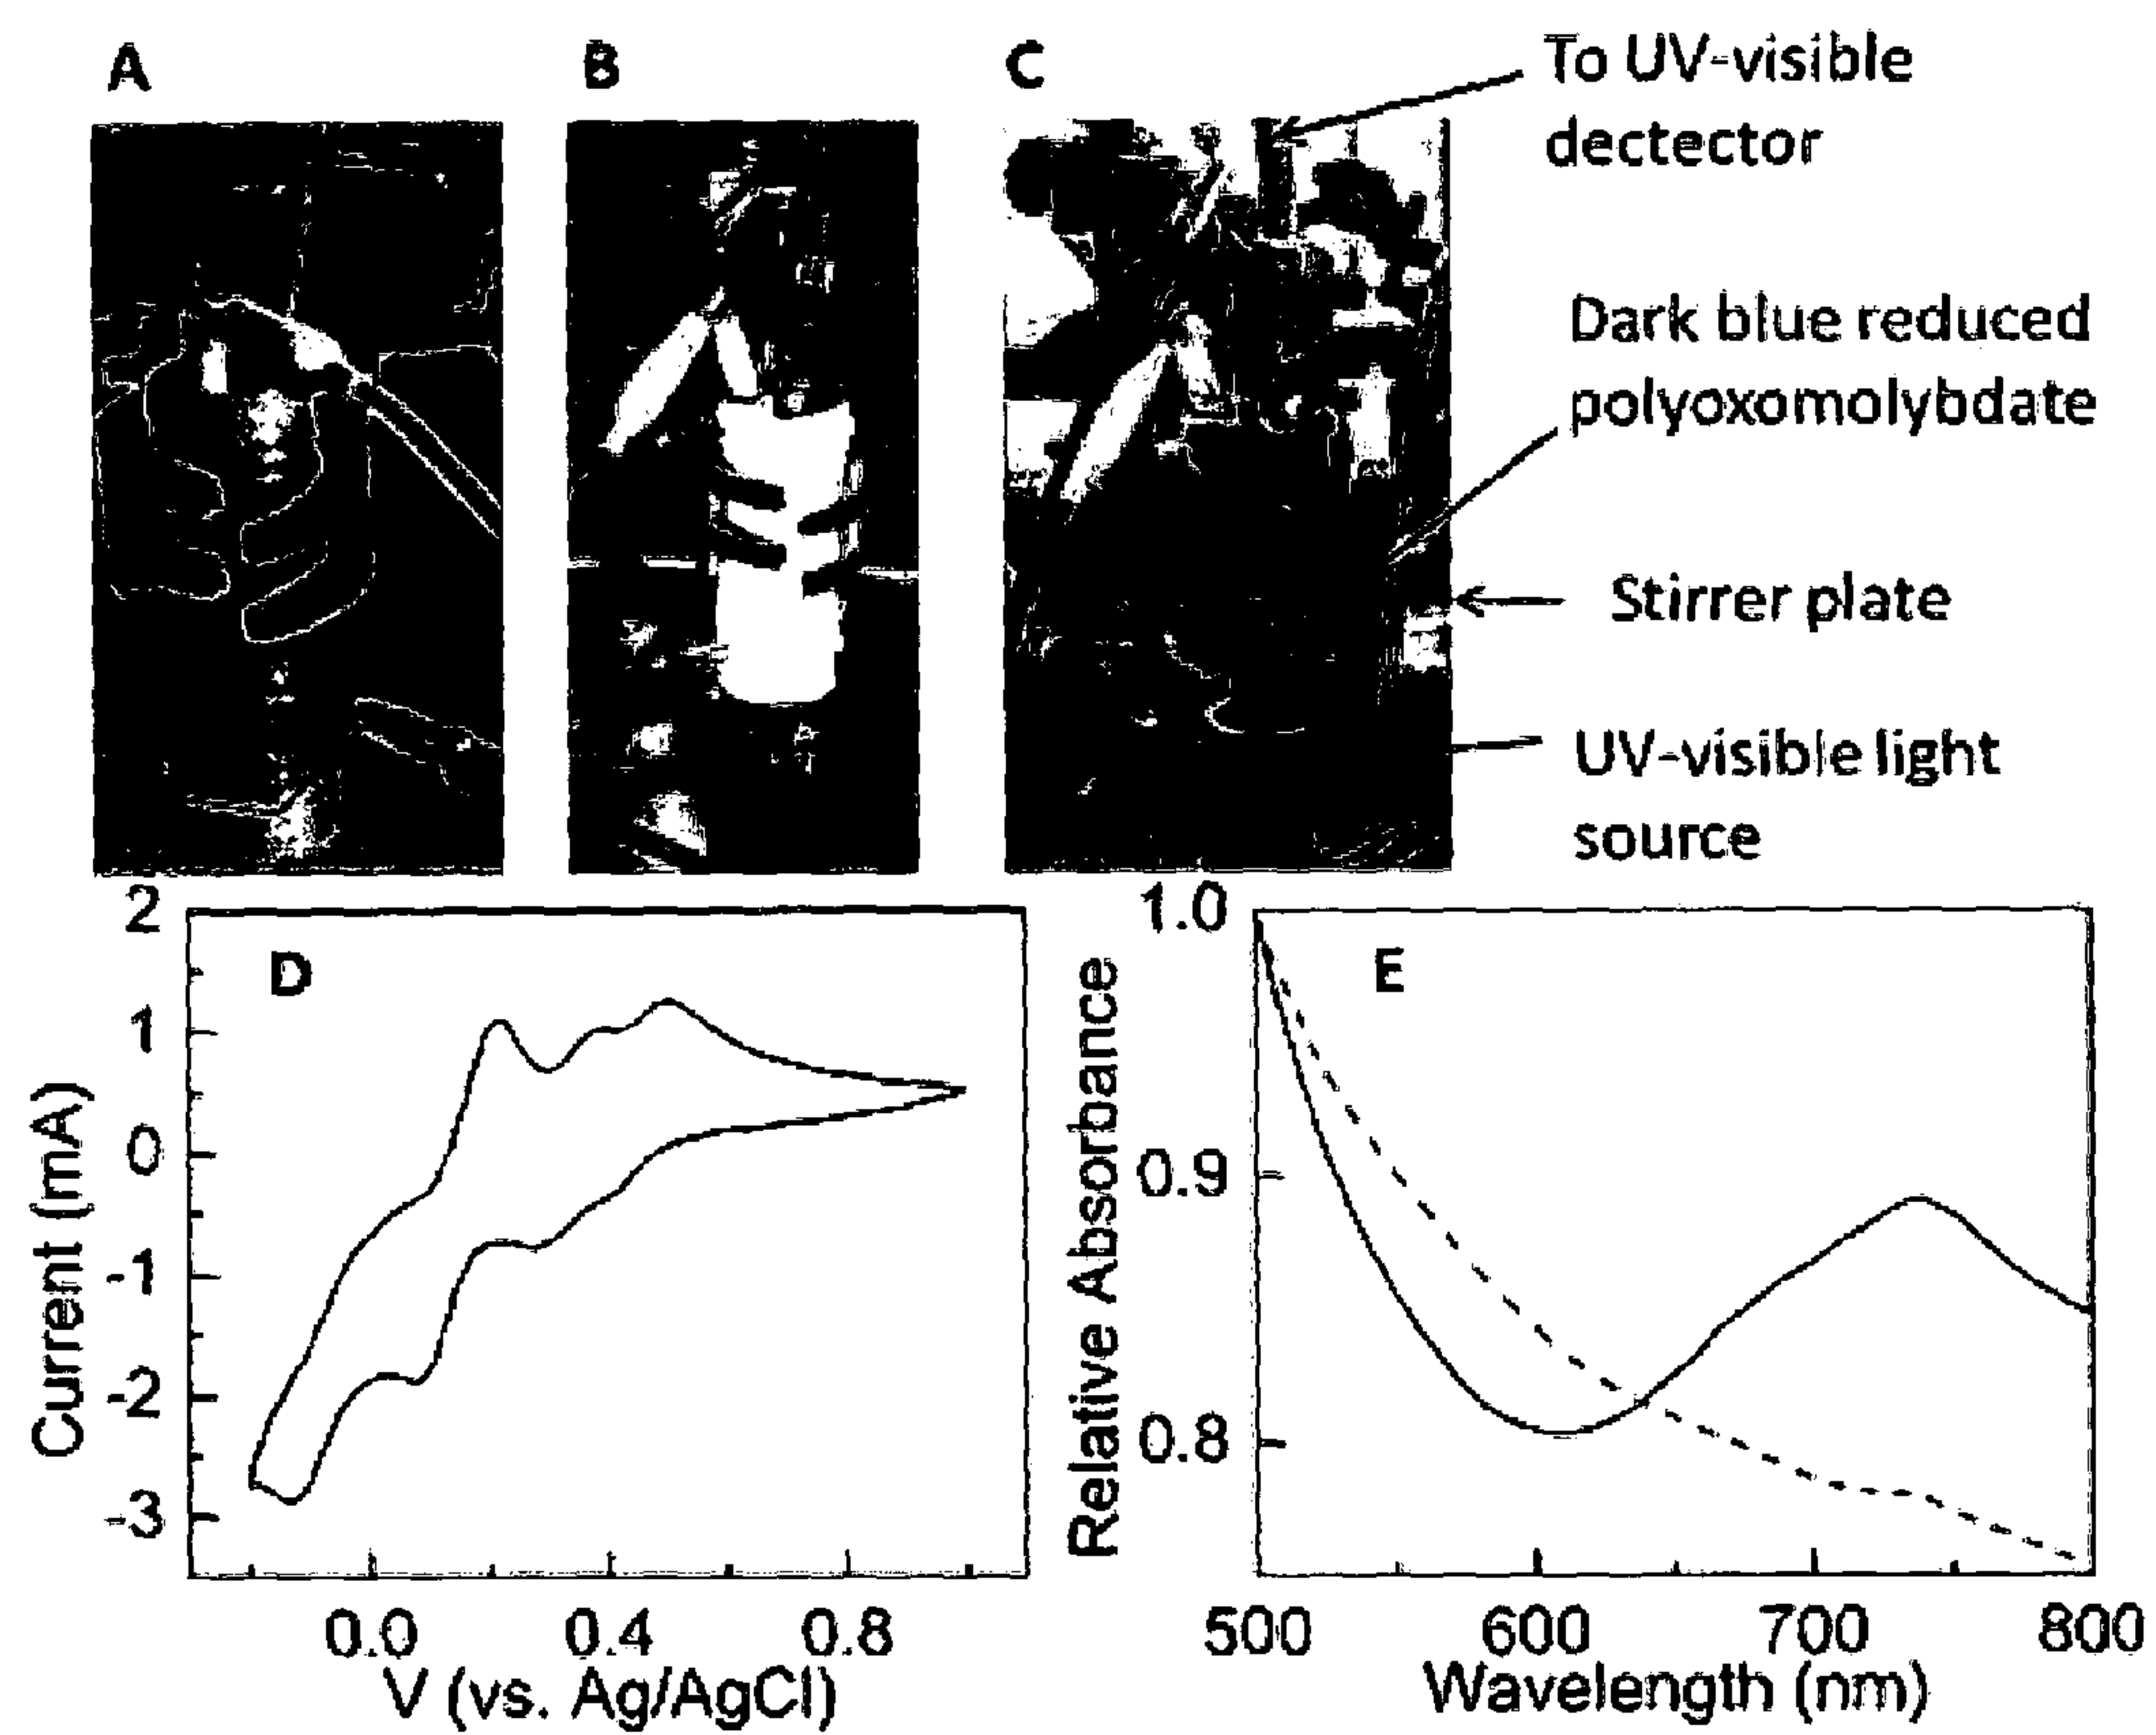 A
B
C
To UV-visible
dectector
Dark blue reduced
polyoxomolybdate
Stirrer plate
UV-visible light
source
D
2
1
0
-1
-2
-3
Current (mA)
0.0
0.4
0.8
V (vs. Ag/AgCl)
E
1.0
0.9
0.8
Relative Absorbance
500
600
700
800
Wavelength (nm)